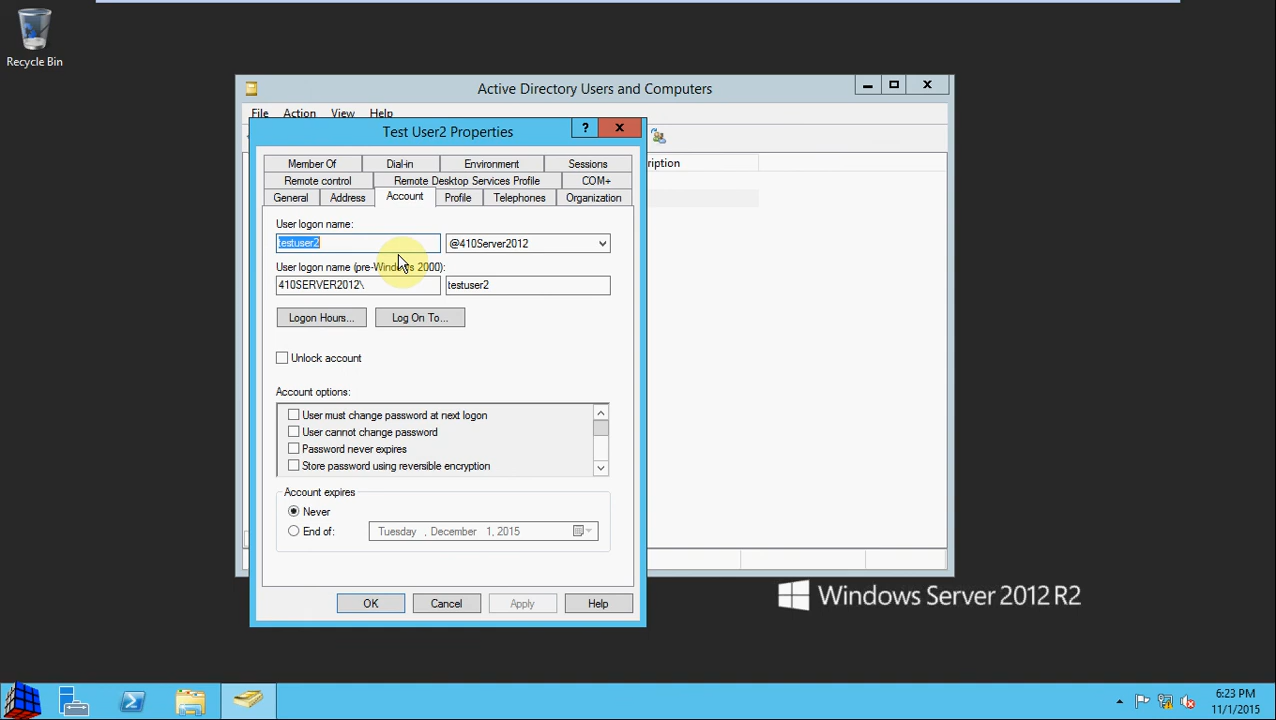 Recycle Bin
Active Directory Users and Computers
File Action View Help
Test User2 Properties
?
ription
Member Of Dial-in Environment Sessions
Remote control Remote Desktop Services Profile COM+
General Address Account Profile Telephones Organization
User logon name:
testuser2 @410Server2012
User logon name (pre-Windows 2000):
410SERVER2012\ testuser2
Logon Hours... Log On To...
Unlock account
Account options:
User must change password at next logon
User cannot change password
Password never expires
Store password using reversible encryption
Account expires
Never
End of: Tuesday , December 1, 2015
OK Cancel Apply Help
Windows Server 2012 R2
6:23 PM
11/1/2015